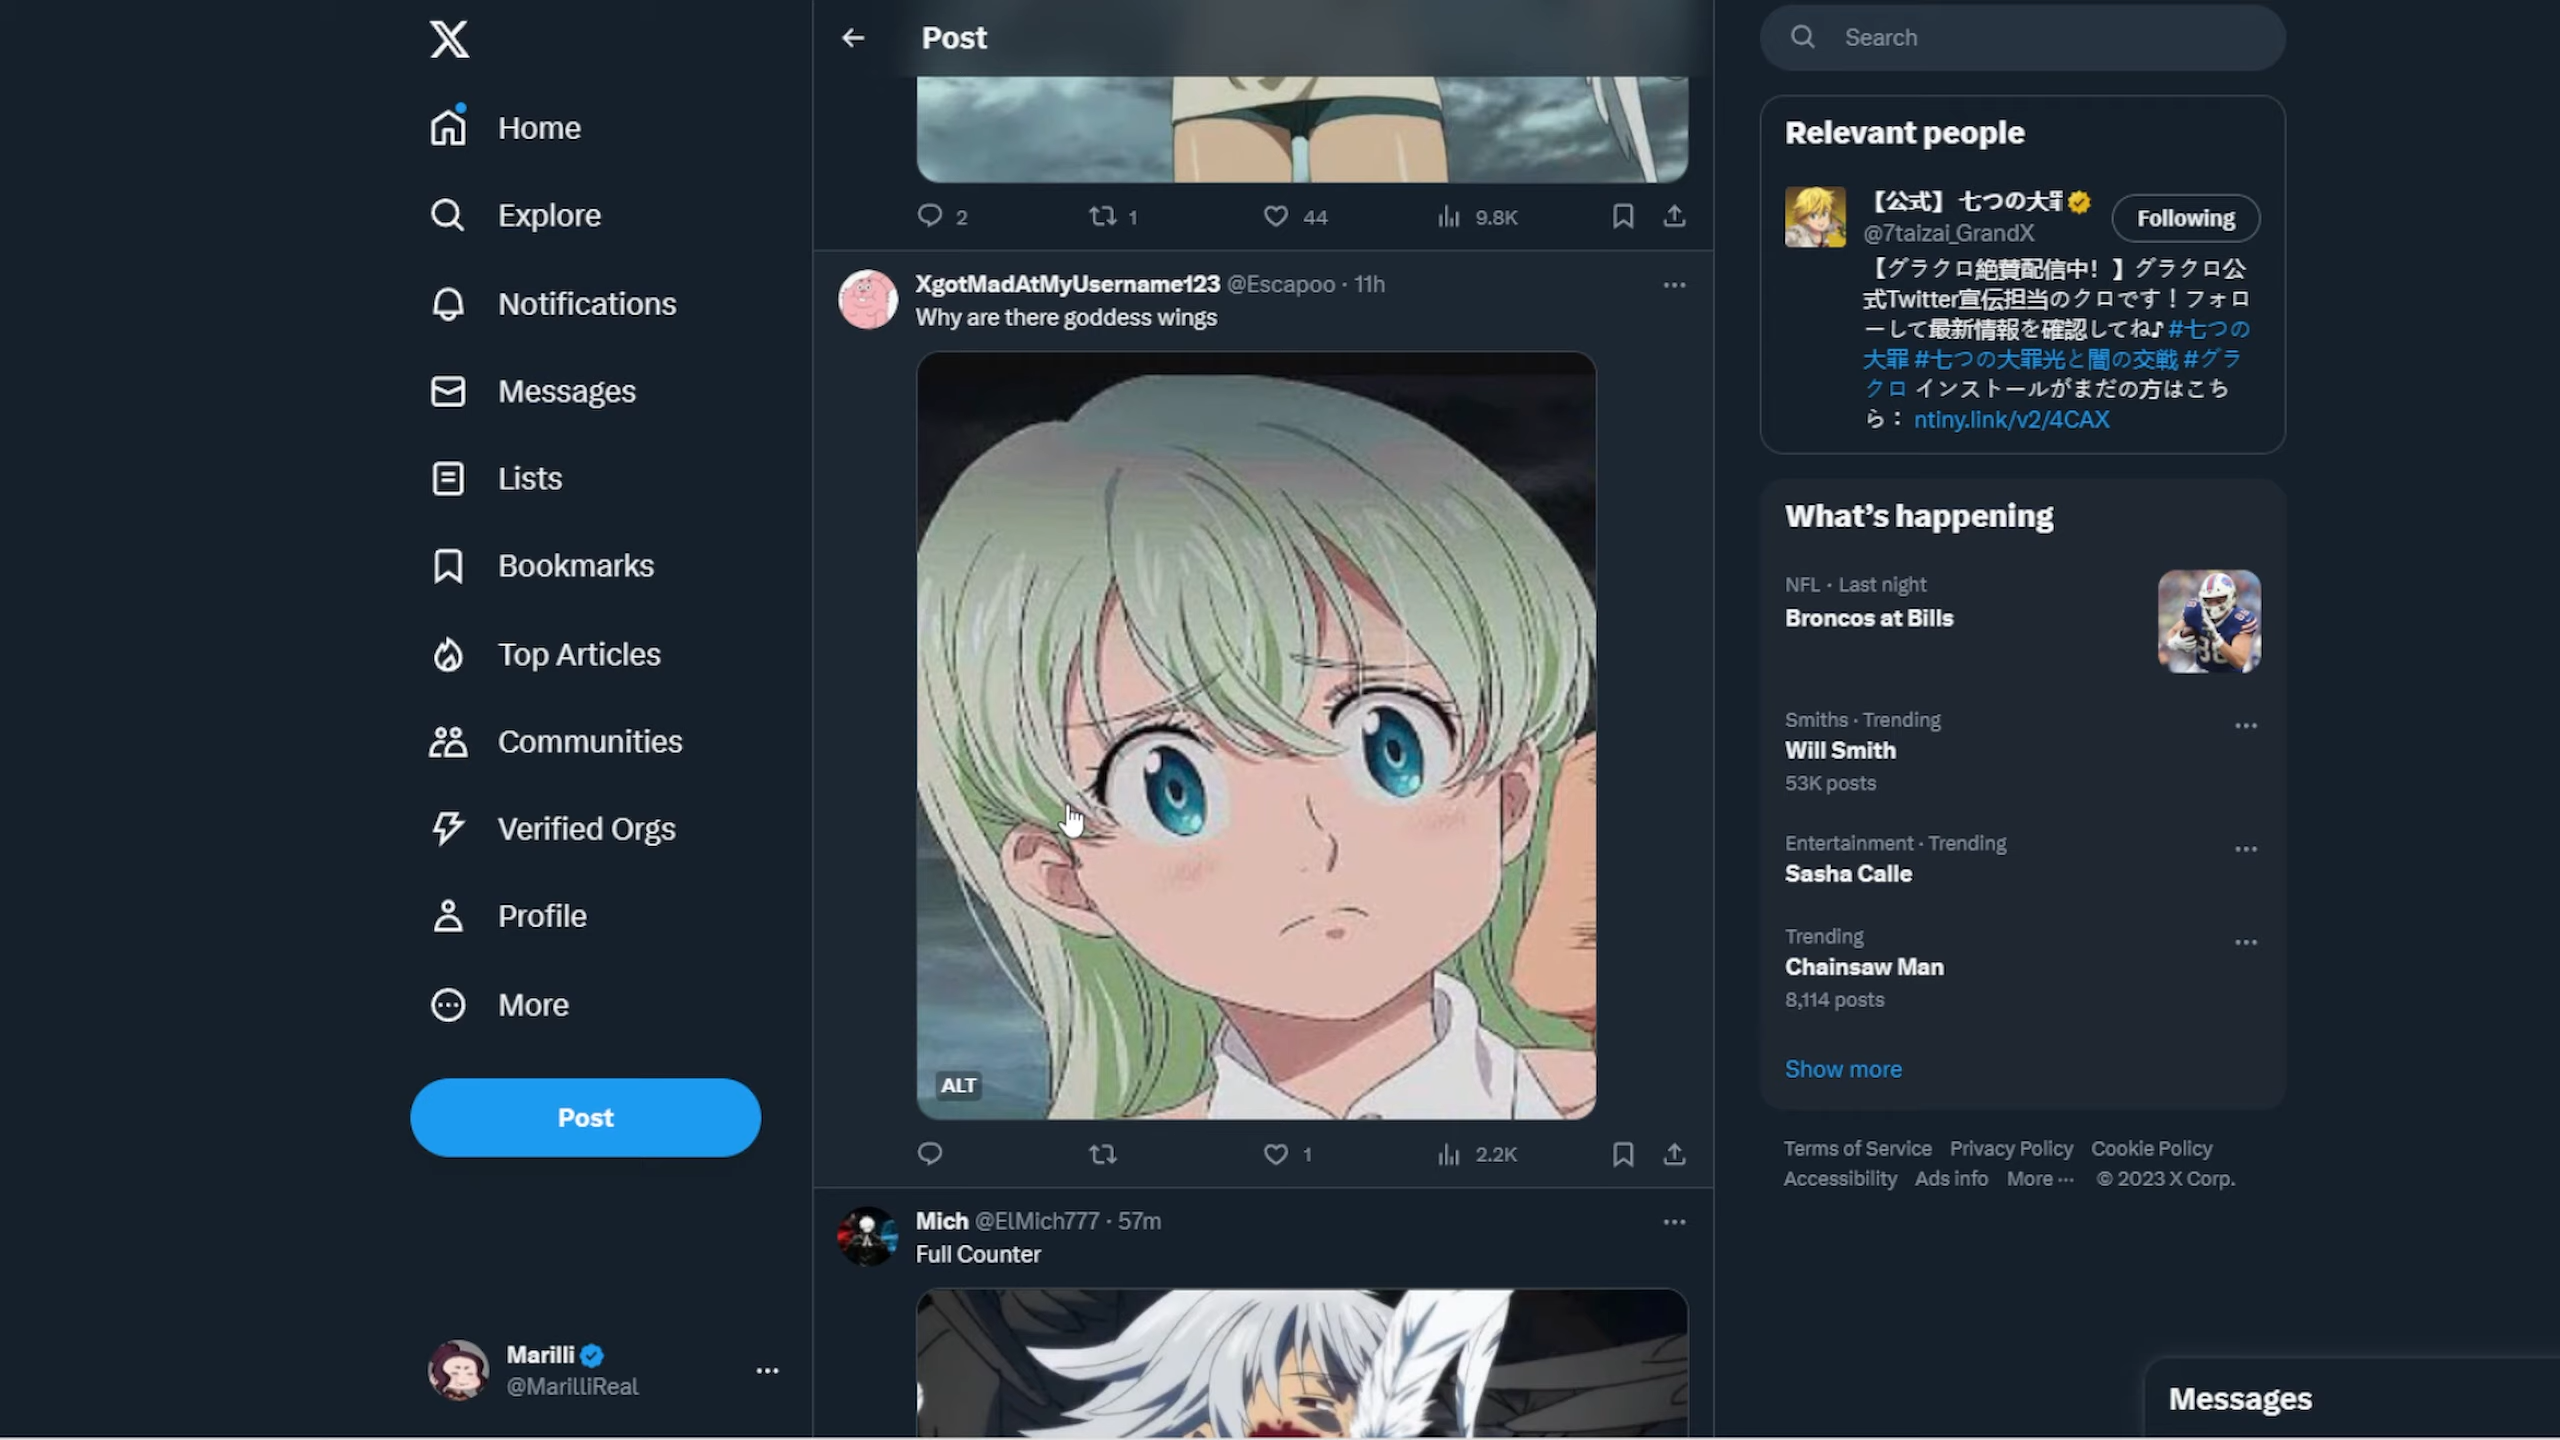 Home
Explore
Notifications
Messages
Lists
Bookmarks
Top Articles
Communities
Verified Orgs
Profile
More
Post
Marilli
@MarilliReal
Post
2 1 44 9.8K
XgotMadAtMyUsername123 @Escapoo · 11h
Why are there goddess wings
ALT
1 2.2K
Mich @ElMich777 · 57m
Full Counter
Search
Relevant people
【公式】七つの大罪
@7taizai_GrandX
Following
【グラクロ絶賛配信中！】グラクロ公
式Twitter宣伝担当のクロです！フォロ
ーして最新情報を確認してね♪ #七つの
大罪 #七つの大罪光と闇の交戦 #グラ
クロ インストールがまだの方はこち
ら： ntiny.link/v2/4CAX
What's happening
NFL · Last night
Broncos at Bills
Smiths · Trending
Will Smith
53K posts
Entertainment · Trending
Sasha Calle
Trending
Chainsaw Man
8,114 posts
Show more
Terms of Service Privacy Policy Cookie Policy
Accessibility Ads info More ··· © 2023 X Corp.
Messages